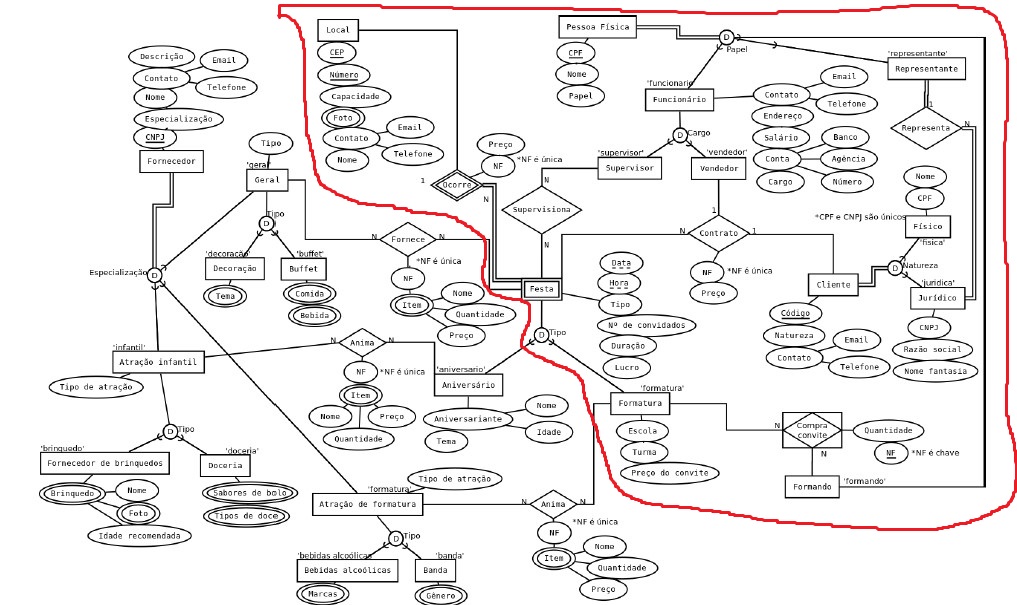 Local
CEP
Número
Capacidade
Foto
Contato
Email
Telefone
Nome
Pessoa Física
CPF
Nome
Papel
D
Papel
'representante'
Representante
1
Representa
N
'funcionario'
Funcionário
Contato
Email
Telefone
Endereço
Salário
Conta
Banco
Agência
Número
Cargo
D
Cargo
'supervisor'
Supervisor
'vendedor'
Vendedor
Descrição
Email
Contato
Telefone
Nome
Especialização
CNPJ
Fornecedor
Tipo
'geral'
Geral
D
Tipo
'decoracão'
Decoração
Tema
'buffet'
Buffet
Comida
Bebida
Preço
NF
*NF é única
1
Ocorre
N
N
Supervisiona
N
1
N
Contrato
1
NF
*NF é única
Preço
Nome
CPF
*CPF e CNPJ são únicos
Físico
'fisica'
D
Natureza
'juridica'
Jurídico
CNPJ
Razão social
Nome fantasia
Cliente
Código
Natureza
Contato
Email
Telefone
N
Fornece
N
*NF é única
NF
Item
Nome
Quantidade
Preço
Festa
Data
Hora
Tipo
Nº de convidados
Duração
Lucro
D
Tipo
Especialização
D
'infantil'
Atração infantil
Tipo de atração
N
Anima
N
NF
*NF é única
Item
Nome
Preço
Quantidade
'aniversario'
Aniversário
Aniversariante
Nome
Idade
Tema
'formatura'
Formatura
Escola
Turma
Preço do convite
N
Compra
convite
N
Quantidade
NF
*NF é chave
Formando
'formando'
D
Tipo
'brinquedo'
Fornecedor de brinquedos
Brinquedo
Nome
Foto
Idade recomendada
'doceria'
Doceria
Sabores de bolo
Tipos de doce
Tipo de atração
'formatura'
Atração de formatura
N
Anima
N
*NF é única
NF
Item
Nome
Quantidade
Preço
D
Tipo
'bebidas alcoólicas'
Bebidas alcoólicas
Marcas
'banda'
Banda
Gênero